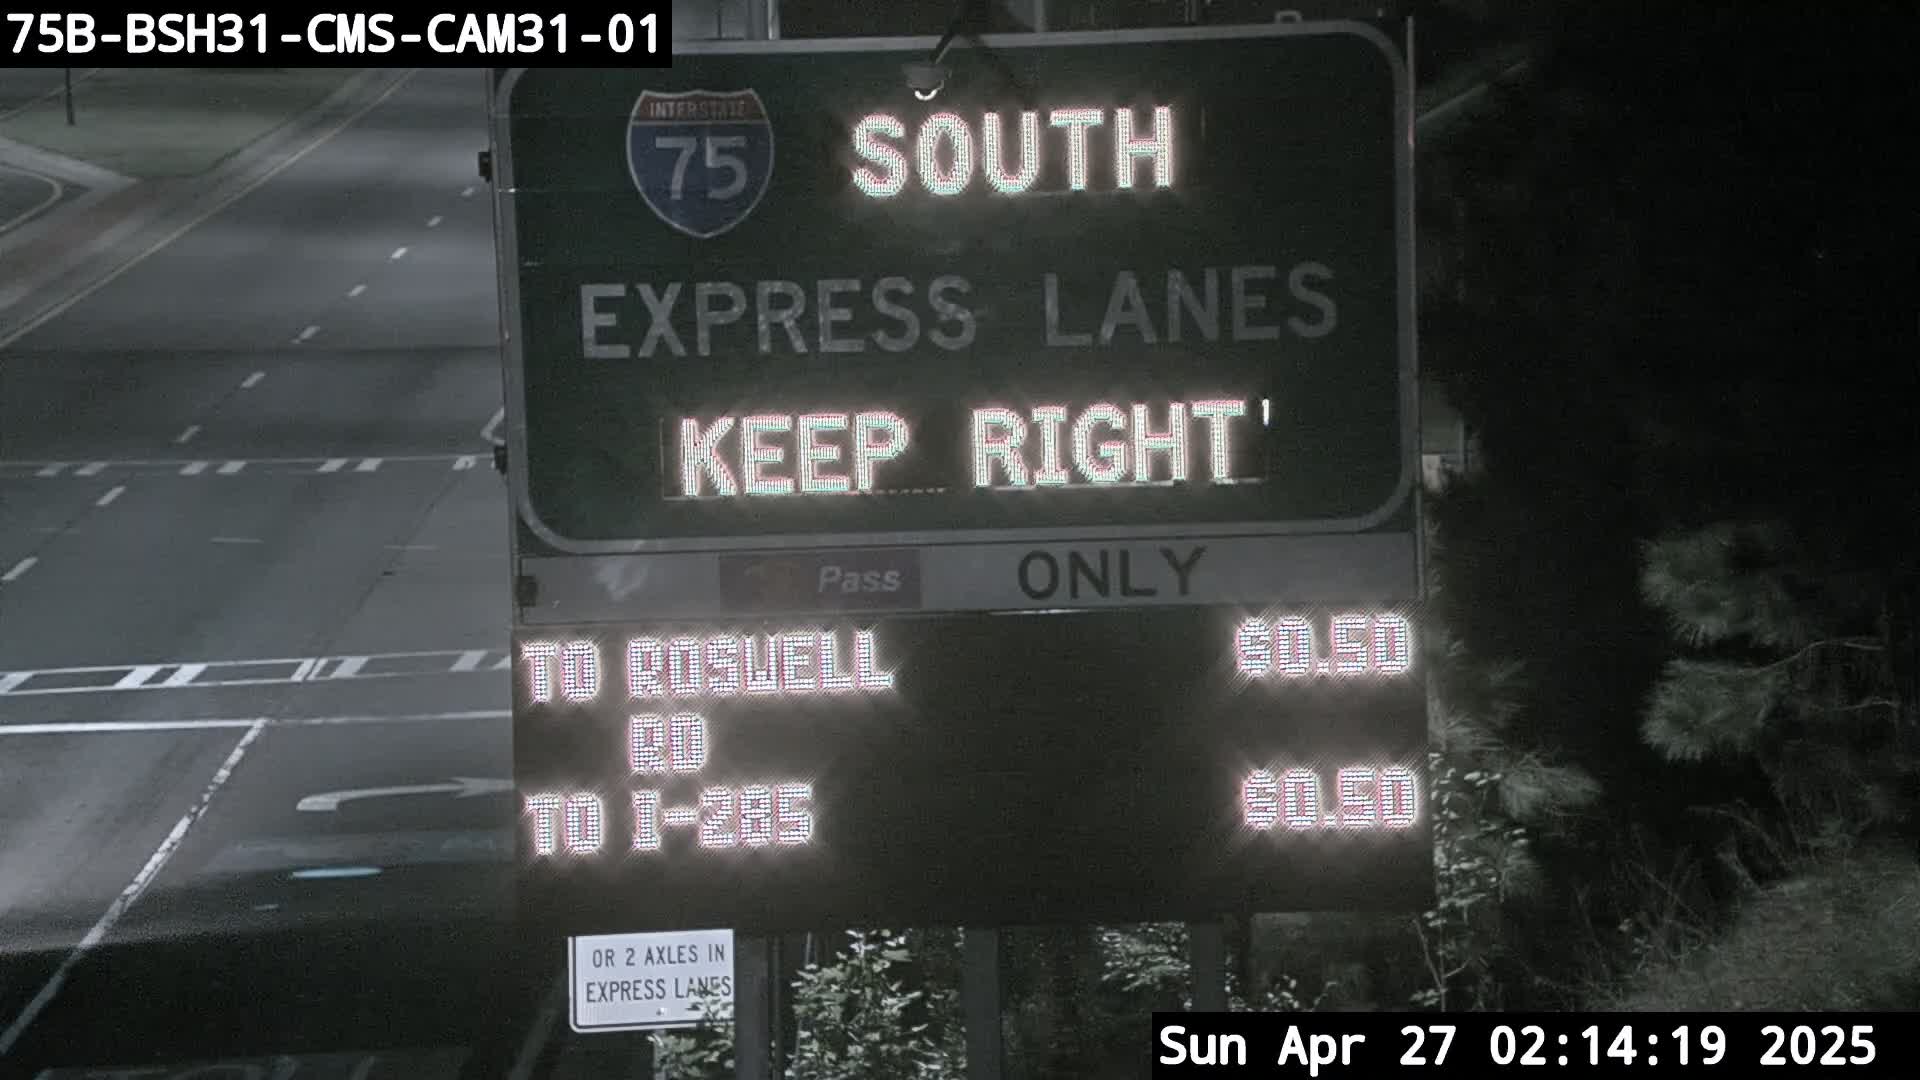 75B-BSH31-CMS-CAM31-01
INTERSTATE
75
SOUTH
EXPRESS LANES
KEEP RIGHT
Pass ONLY
TO ROSWELL $0.50
RD
TO I-285 $0.50
OR 2 AXLES IN
EXPRESS LANES
Sun Apr 27 02:14:19 2025